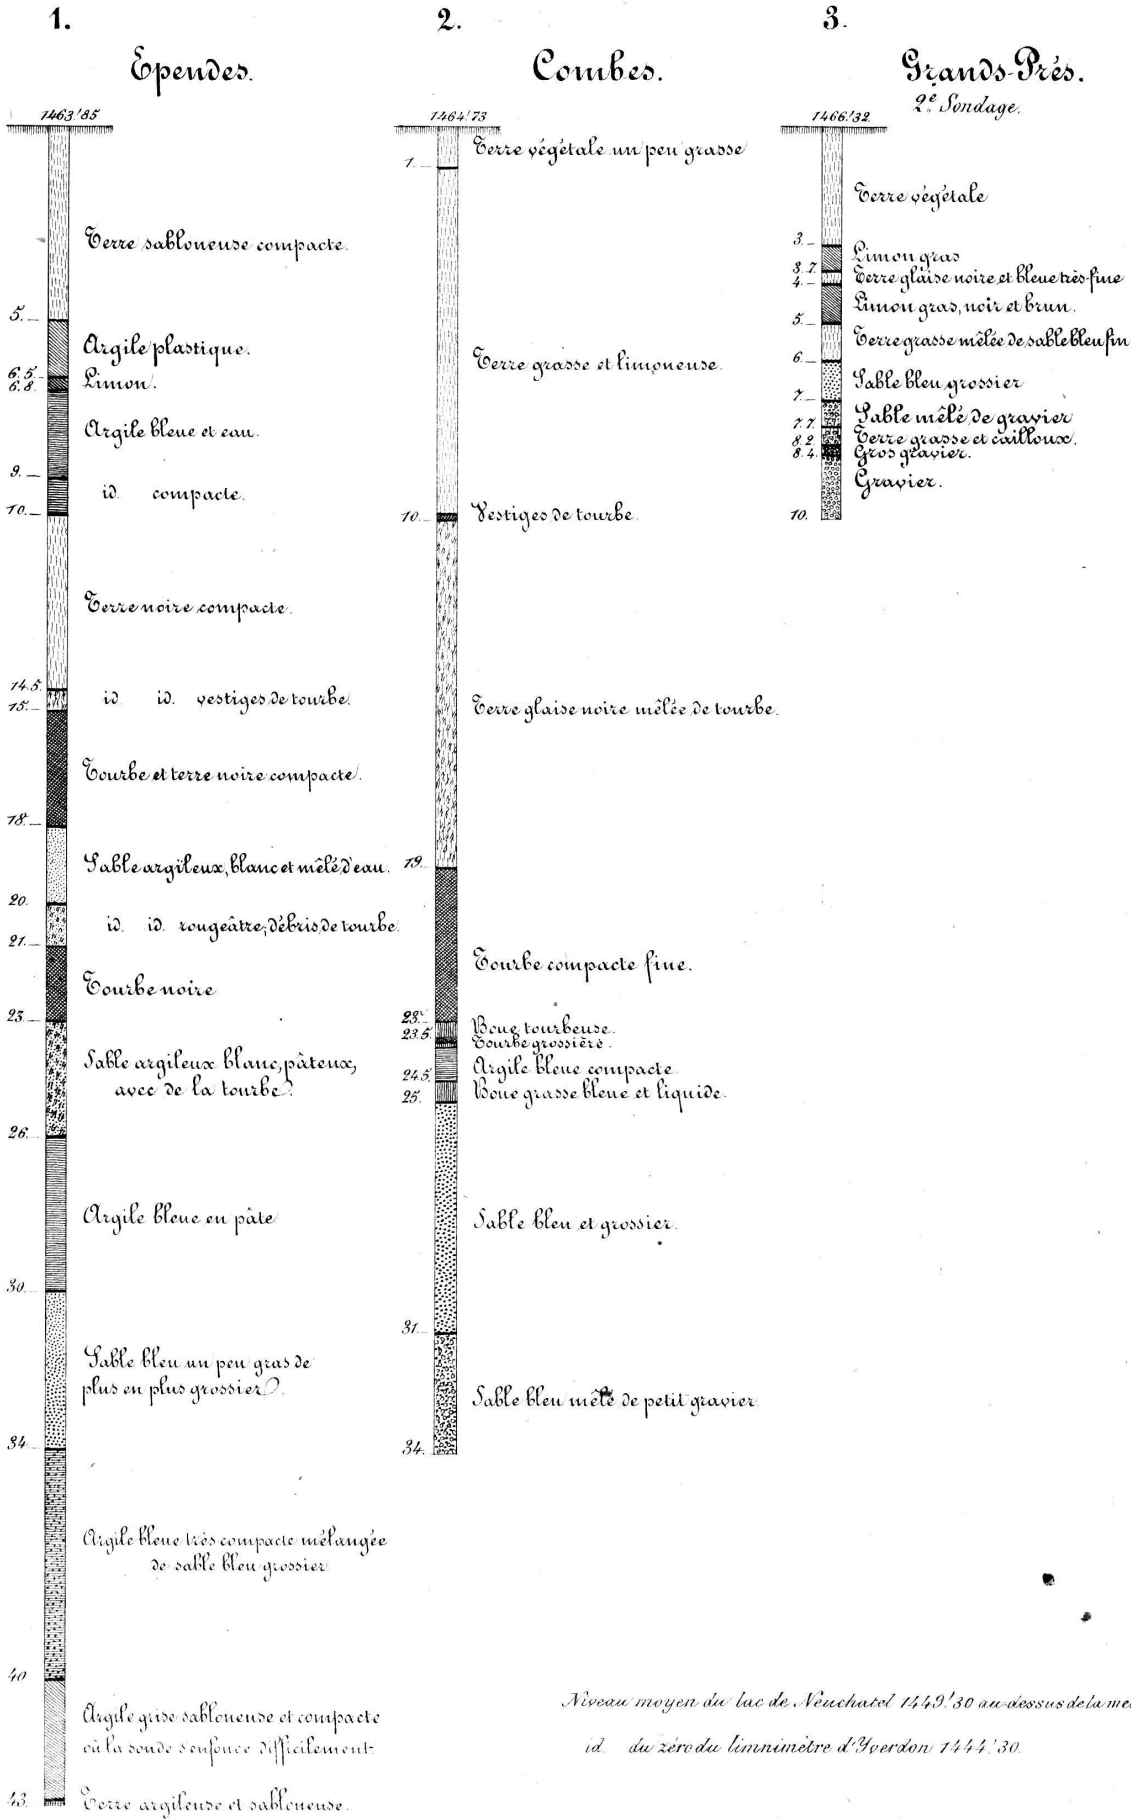 1.
Ependes.
1463.'85
Terre sabloneuse compacte.
5.
Argile plastique.
6.5.
Limon.
6.8.
Argile bleue et eau.
9.
id. compacte.
10.
Terre noire compacte.
14.5.
id id. vestiges de tourbe.
15.
Tourbe et terre noire compacte.
18.
Sable argileux, blanc et mêlé d'eau.
20.
id. id. rougeâtre, débris de tourbe.
21.
Tourbe noire
23.
Sable argileux blanc, pâteux,
avec de la tourbe.
26.
Argile bleue en pâte
30.
Sable bleu un peu gras de
plus en plus grossier.
34.
Argile bleue très compacte mélangée
de sable bleu grossier
40
Argile grise sabloneuse et compacte
où la sonde s'enfonce difficilement.
43.
Terre argileuse et sabloneuse.
2.
Combes.
1464.'73
Terre végétale un peu grasse
1.
Terre grasse et limoneuse.
10.
Vestiges de tourbe.
Terre glaise noire mêlée de tourbe.
19.
Tourbe compacte fine.
23.
Boue tourbeuse.
23.5.
Tourbe grossière.
Argile bleue compacte
24.5.
Boue grasse bleue et liquide.
25.
Sable bleu et grossier.
31.
Sable bleu mêlé de petit gravier
34.
3.
Grands-Prés.
2e Sondage.
1466.'32
Terre végétale
3.
Limon gras
3.7.
Terre glaise noire et bleue très-fine
4.
Limon gras, noir et brun.
5.
Terre grasse mêlée de sable bleu fin
6.
Sable bleu grossier
7.
Sable mêlé de gravier
7.7.
Terre grasse et cailloux.
8.2.
Gros gravier.
8.4.
Gravier.
10.
Niveau moyen du lac de Neuchatel 1449.'30 au-dessus de la me
id. du zéro du limnimètre d'Yverdon 1444.'30.